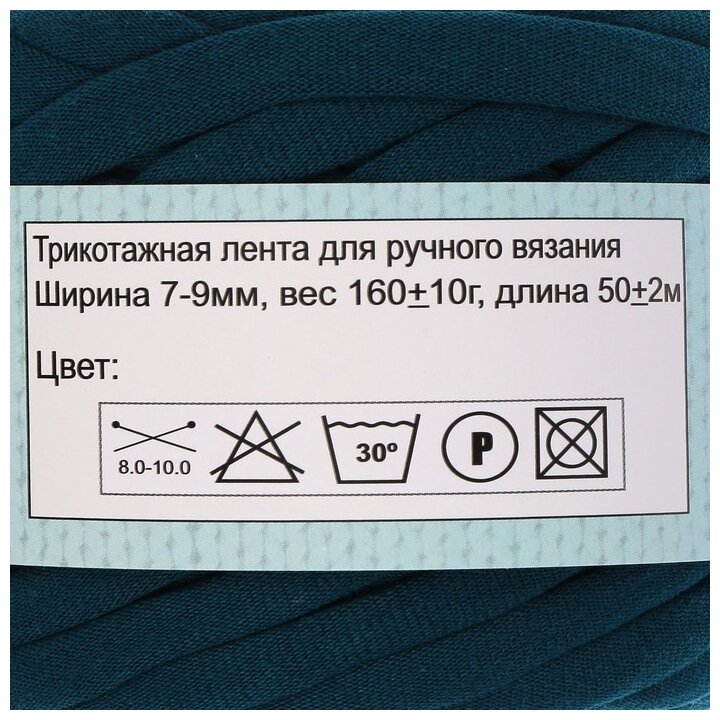 Трикотажная лента для ручного вязания
Ширина 7-9мм, вес 160±10г, длина 50±2м
Цвет:
8.0-10.0
30º
P